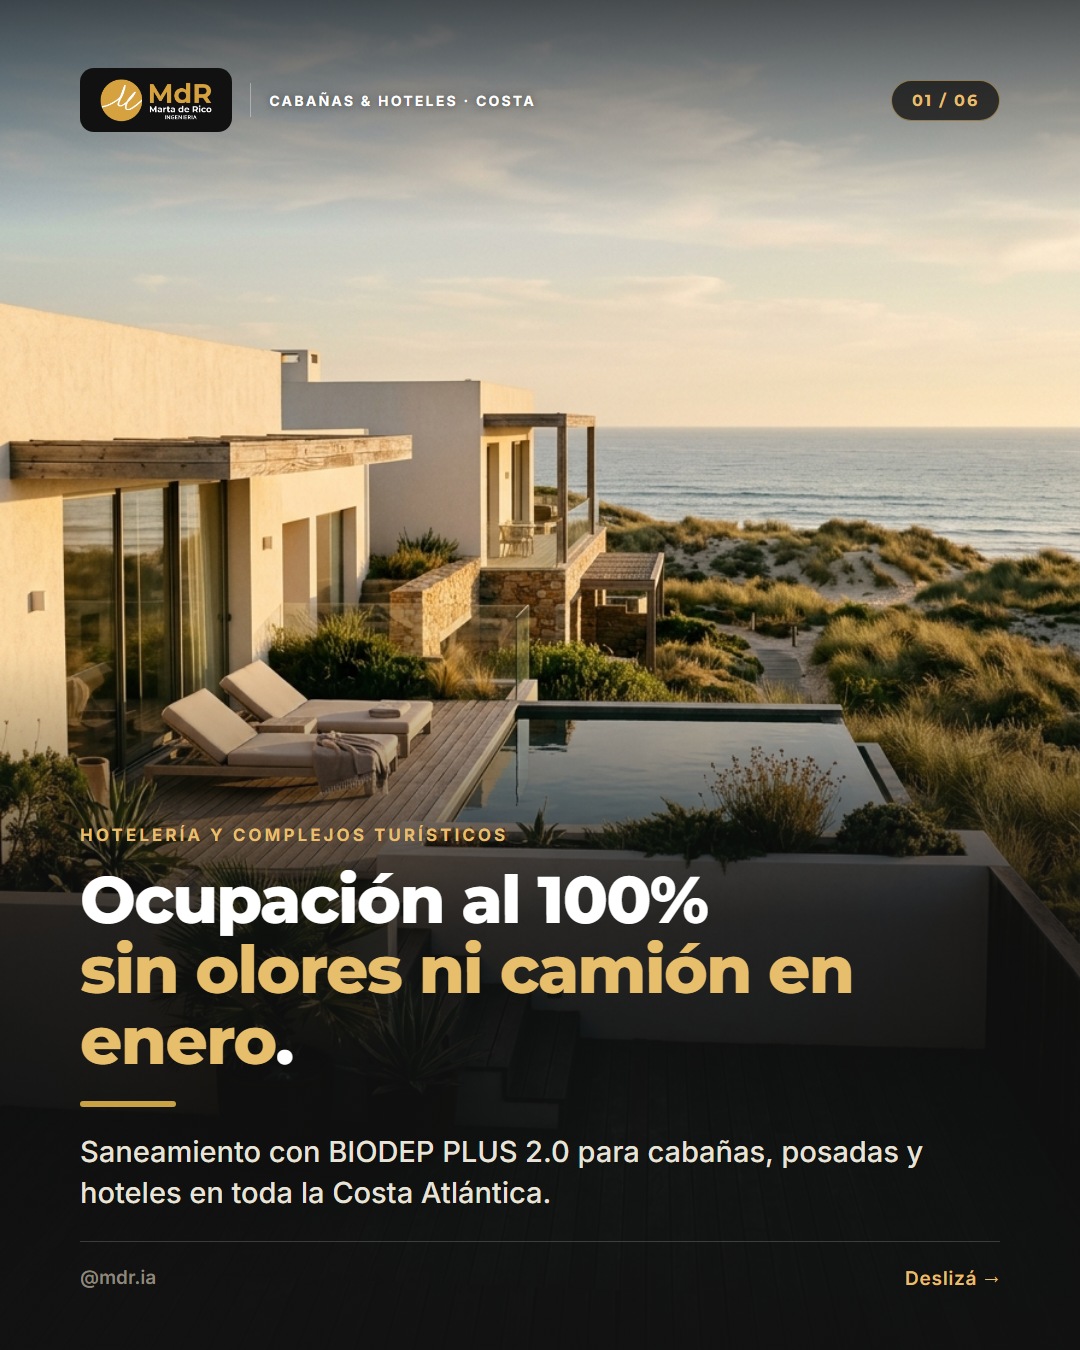 MdR
Marta de Rico
INGENIERIA
CABAÑAS & HOTELES · COSTA
01 / 06
HOTELERÍA Y COMPLEJOS TURÍSTICOS
Ocupación al 100%
sin olores ni camión en
enero.
Saneamiento con BIODEP PLUS 2.0 para cabañas, posadas y
hoteles en toda la Costa Atlántica.
@mdr.ia
Deslizá →